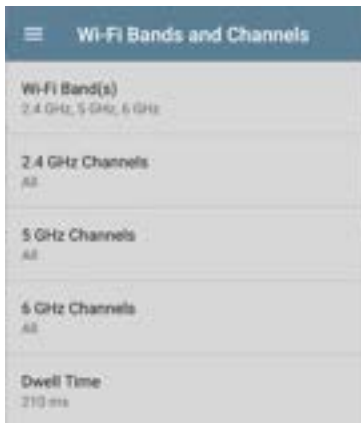 Wi-Fi Bands and Channels
Wi-Fi Band(s)
2.4 GHz, 5 GHz, 6 GHz
2.4 GHz Channels
All
5 GHz Channels
All
6 GHz Channels
All
Dwell Time
210 ms